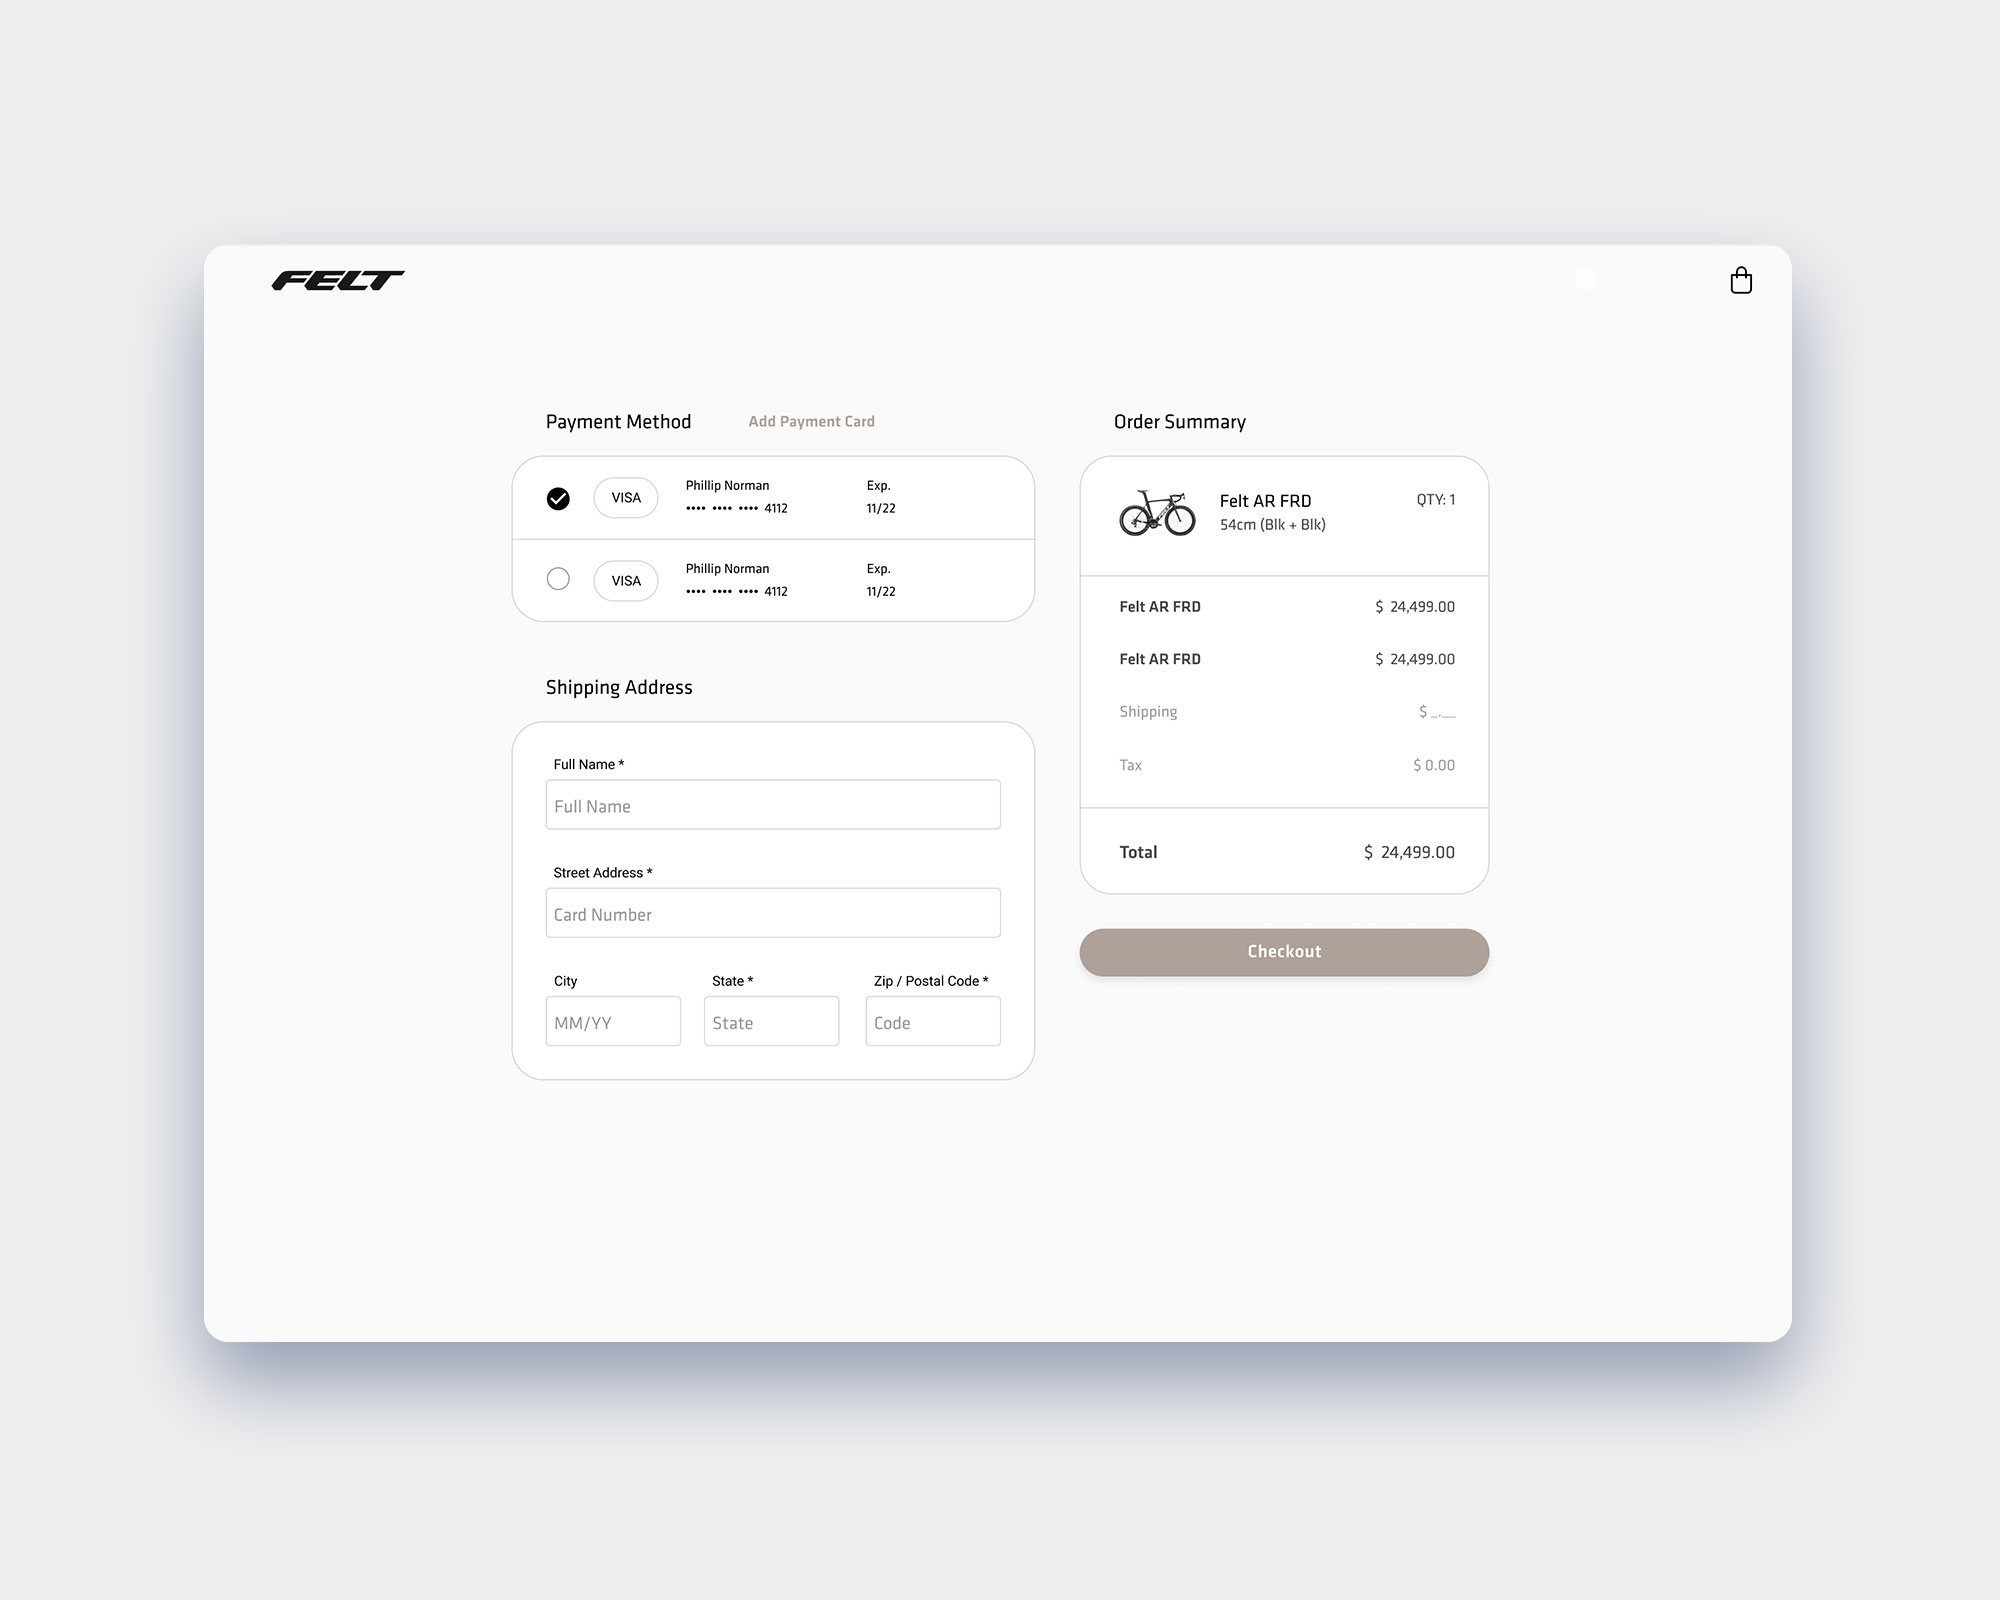 FELT
Payment Method Add Payment Card
VISA Phillip Norman Exp.
•••• •••• •••• 4112 11/22
VISA Phillip Norman Exp.
•••• •••• •••• 4112 11/22
Shipping Address
Full Name *
Full Name
Street Address *
Card Number
City State * Zip / Postal Code *
MM/YY State Code
Order Summary
Felt AR FRD QTY: 1
54cm (Blk + Blk)
Felt AR FRD $ 24,499.00
Felt AR FRD $ 24,499.00
Shipping $ _.__
Tax $ 0.00
Total $ 24,499.00
Checkout